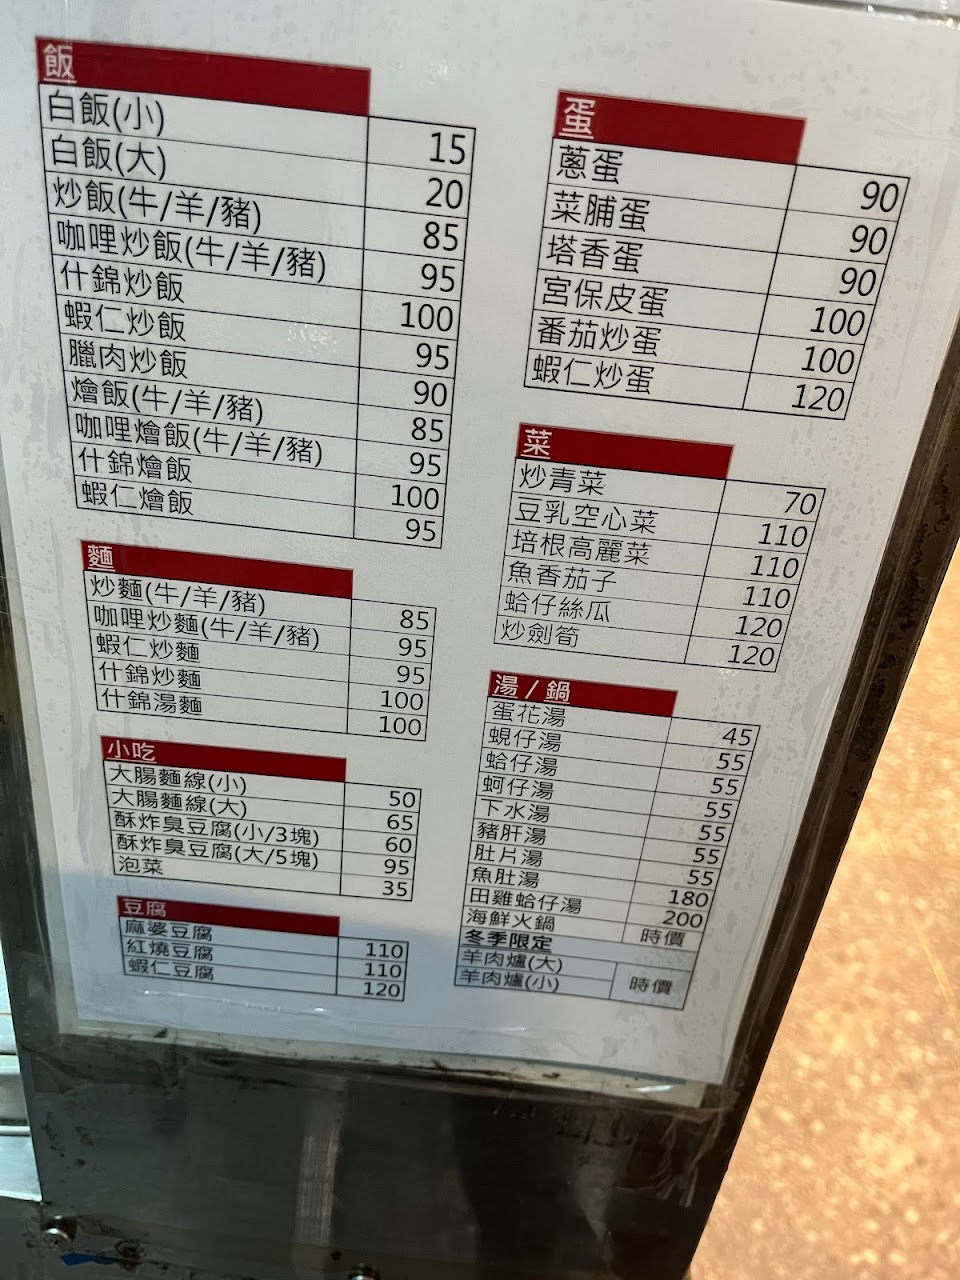 飯
白飯(小) 15
白飯(大) 20
炒飯(牛/羊/豬) 85
咖哩炒飯(牛/羊/豬) 95
什錦炒飯 100
蝦仁炒飯 95
臘肉炒飯 90
燴飯(牛/羊/豬) 85
咖哩燴飯(牛/羊/豬) 95
什錦燴飯 100
蝦仁燴飯 95
麵
炒麵(牛/羊/豬) 85
咖哩炒麵(牛/羊/豬) 95
蝦仁炒麵 95
什錦炒麵 100
什錦湯麵 100
小吃
大腸麵線(小) 50
大腸麵線(大) 65
酥炸臭豆腐(小/3塊) 60
酥炸臭豆腐(大/5塊) 95
泡菜 35
豆腐
麻婆豆腐 110
紅燒豆腐 110
蝦仁豆腐 120
蛋
蔥蛋 90
菜脯蛋 90
塔香蛋 90
宮保皮蛋 100
番茄炒蛋 100
蝦仁炒蛋 120
菜
炒青菜 70
豆乳空心菜 110
培根高麗菜 110
魚香茄子 110
蛤仔絲瓜 120
炒劍筍 120
湯/鍋
蛋花湯 45
蜆仔湯 55
蛤仔湯 55
蚵仔湯 55
下水湯 55
豬肝湯 55
肚片湯 55
魚肚湯 180
田雞蛤仔湯 200
海鮮火鍋 時價
冬季限定
羊肉爐(大) 時價
羊肉爐(小)